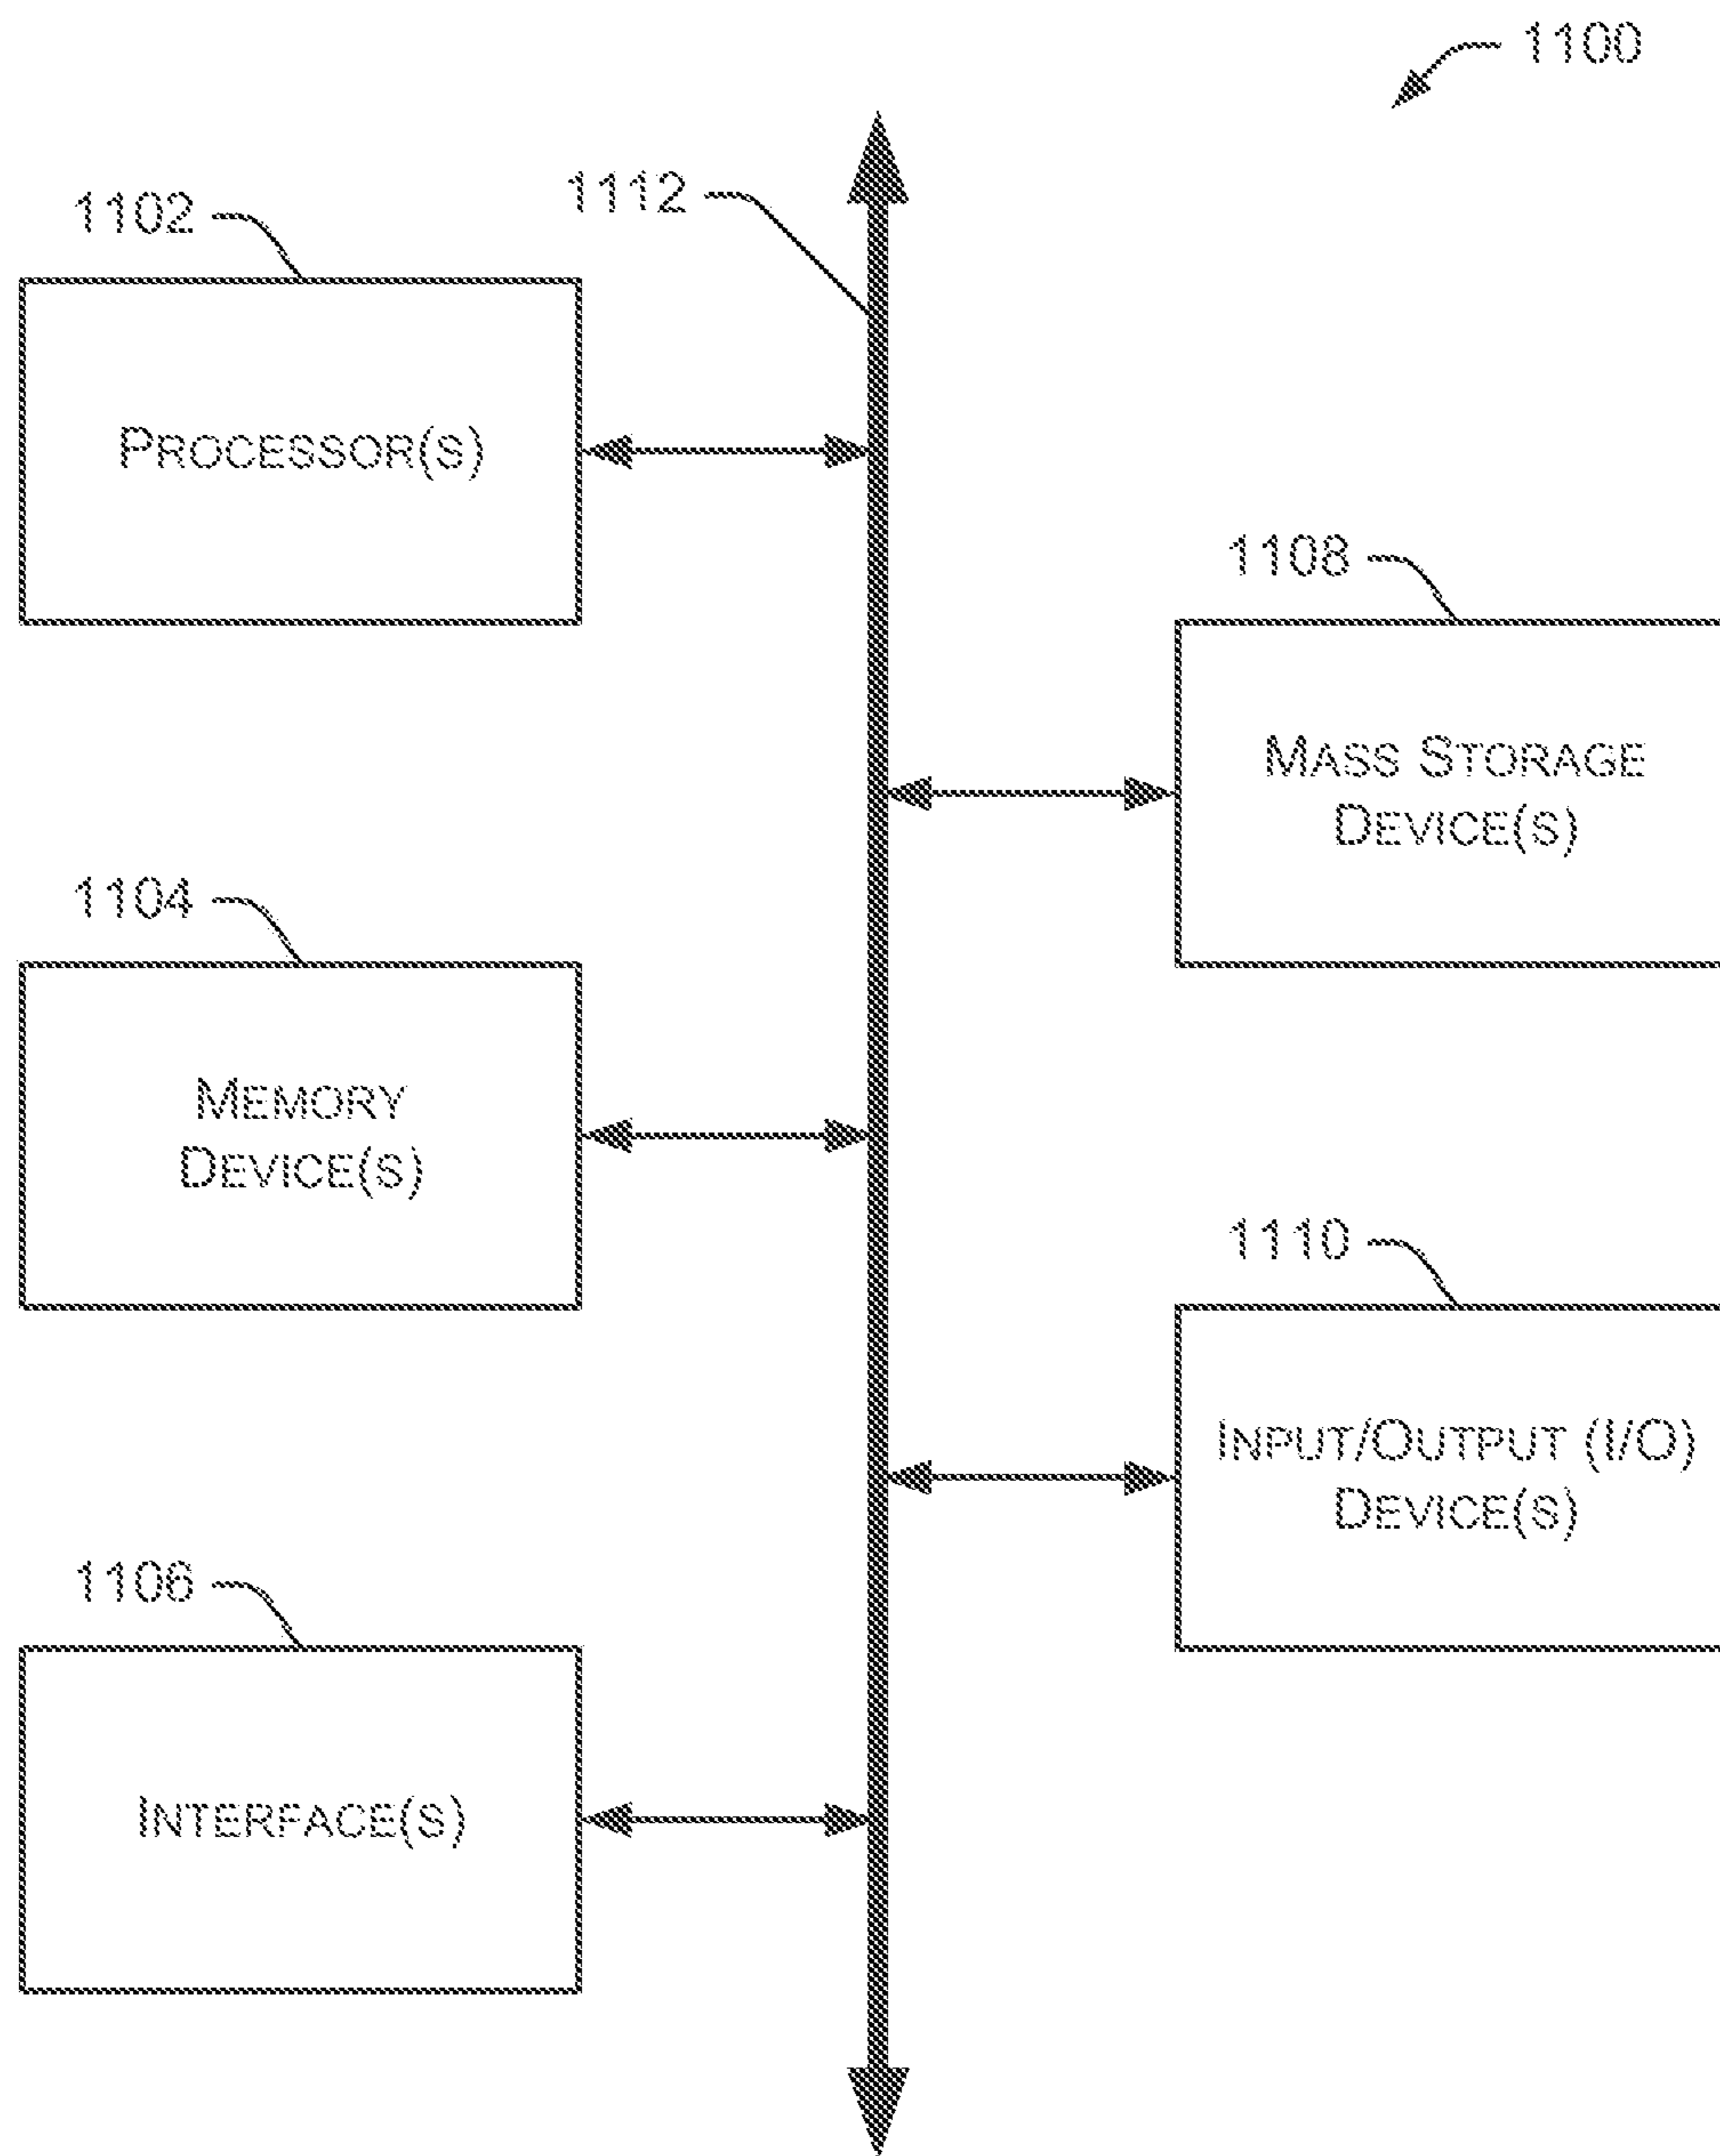 1100
1102
1112
PROCESSOR(S)
1108
MASS STORAGE
DEVICE(S)
1104
MEMORY
DEVICE(S)
1110
INPUT/OUTPUT (I/O)
DEVICE(S)
1106
INTERFACE(S)